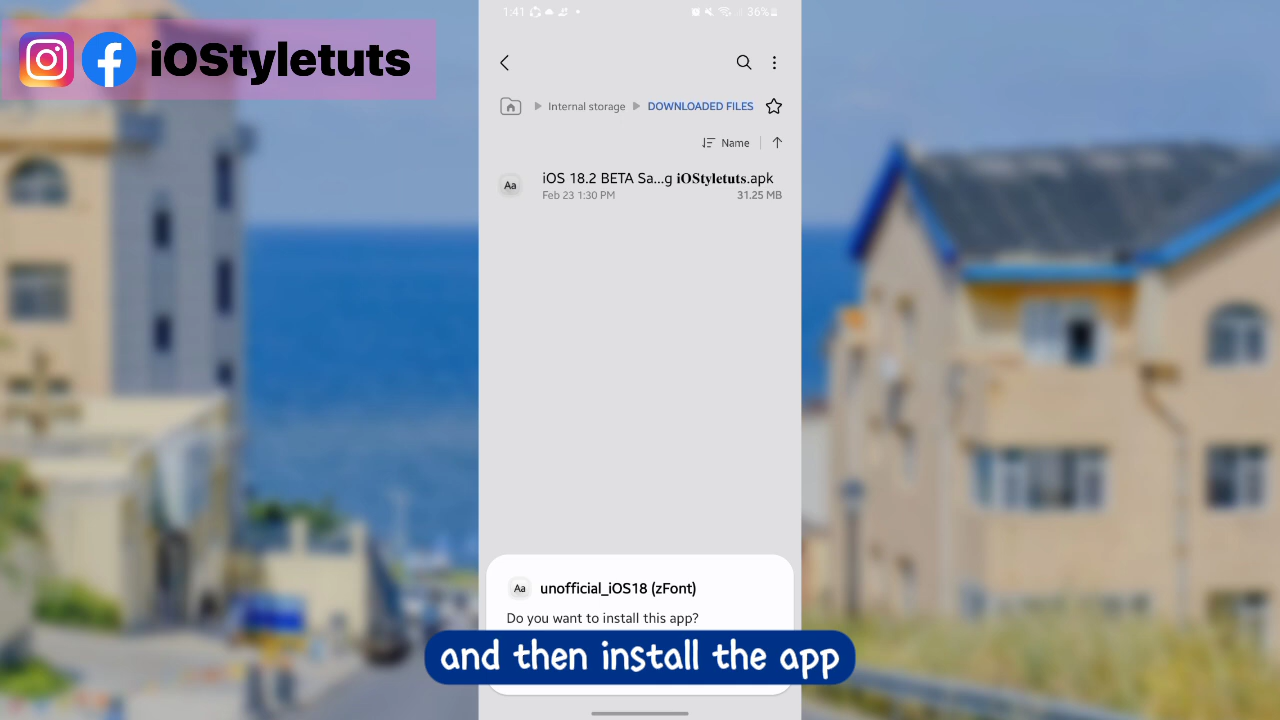 iOStyletuts
1:41
36%
Internal storage
DOWNLOADED FILES
Name
Aa
iOS 18.2 BETA Sa...g iOStyletuts.apk
Feb 23 1:30 PM
31.25 MB
Aa
unofficial_iOS18 (zFont)
Do you want to install this app?
and then install the app